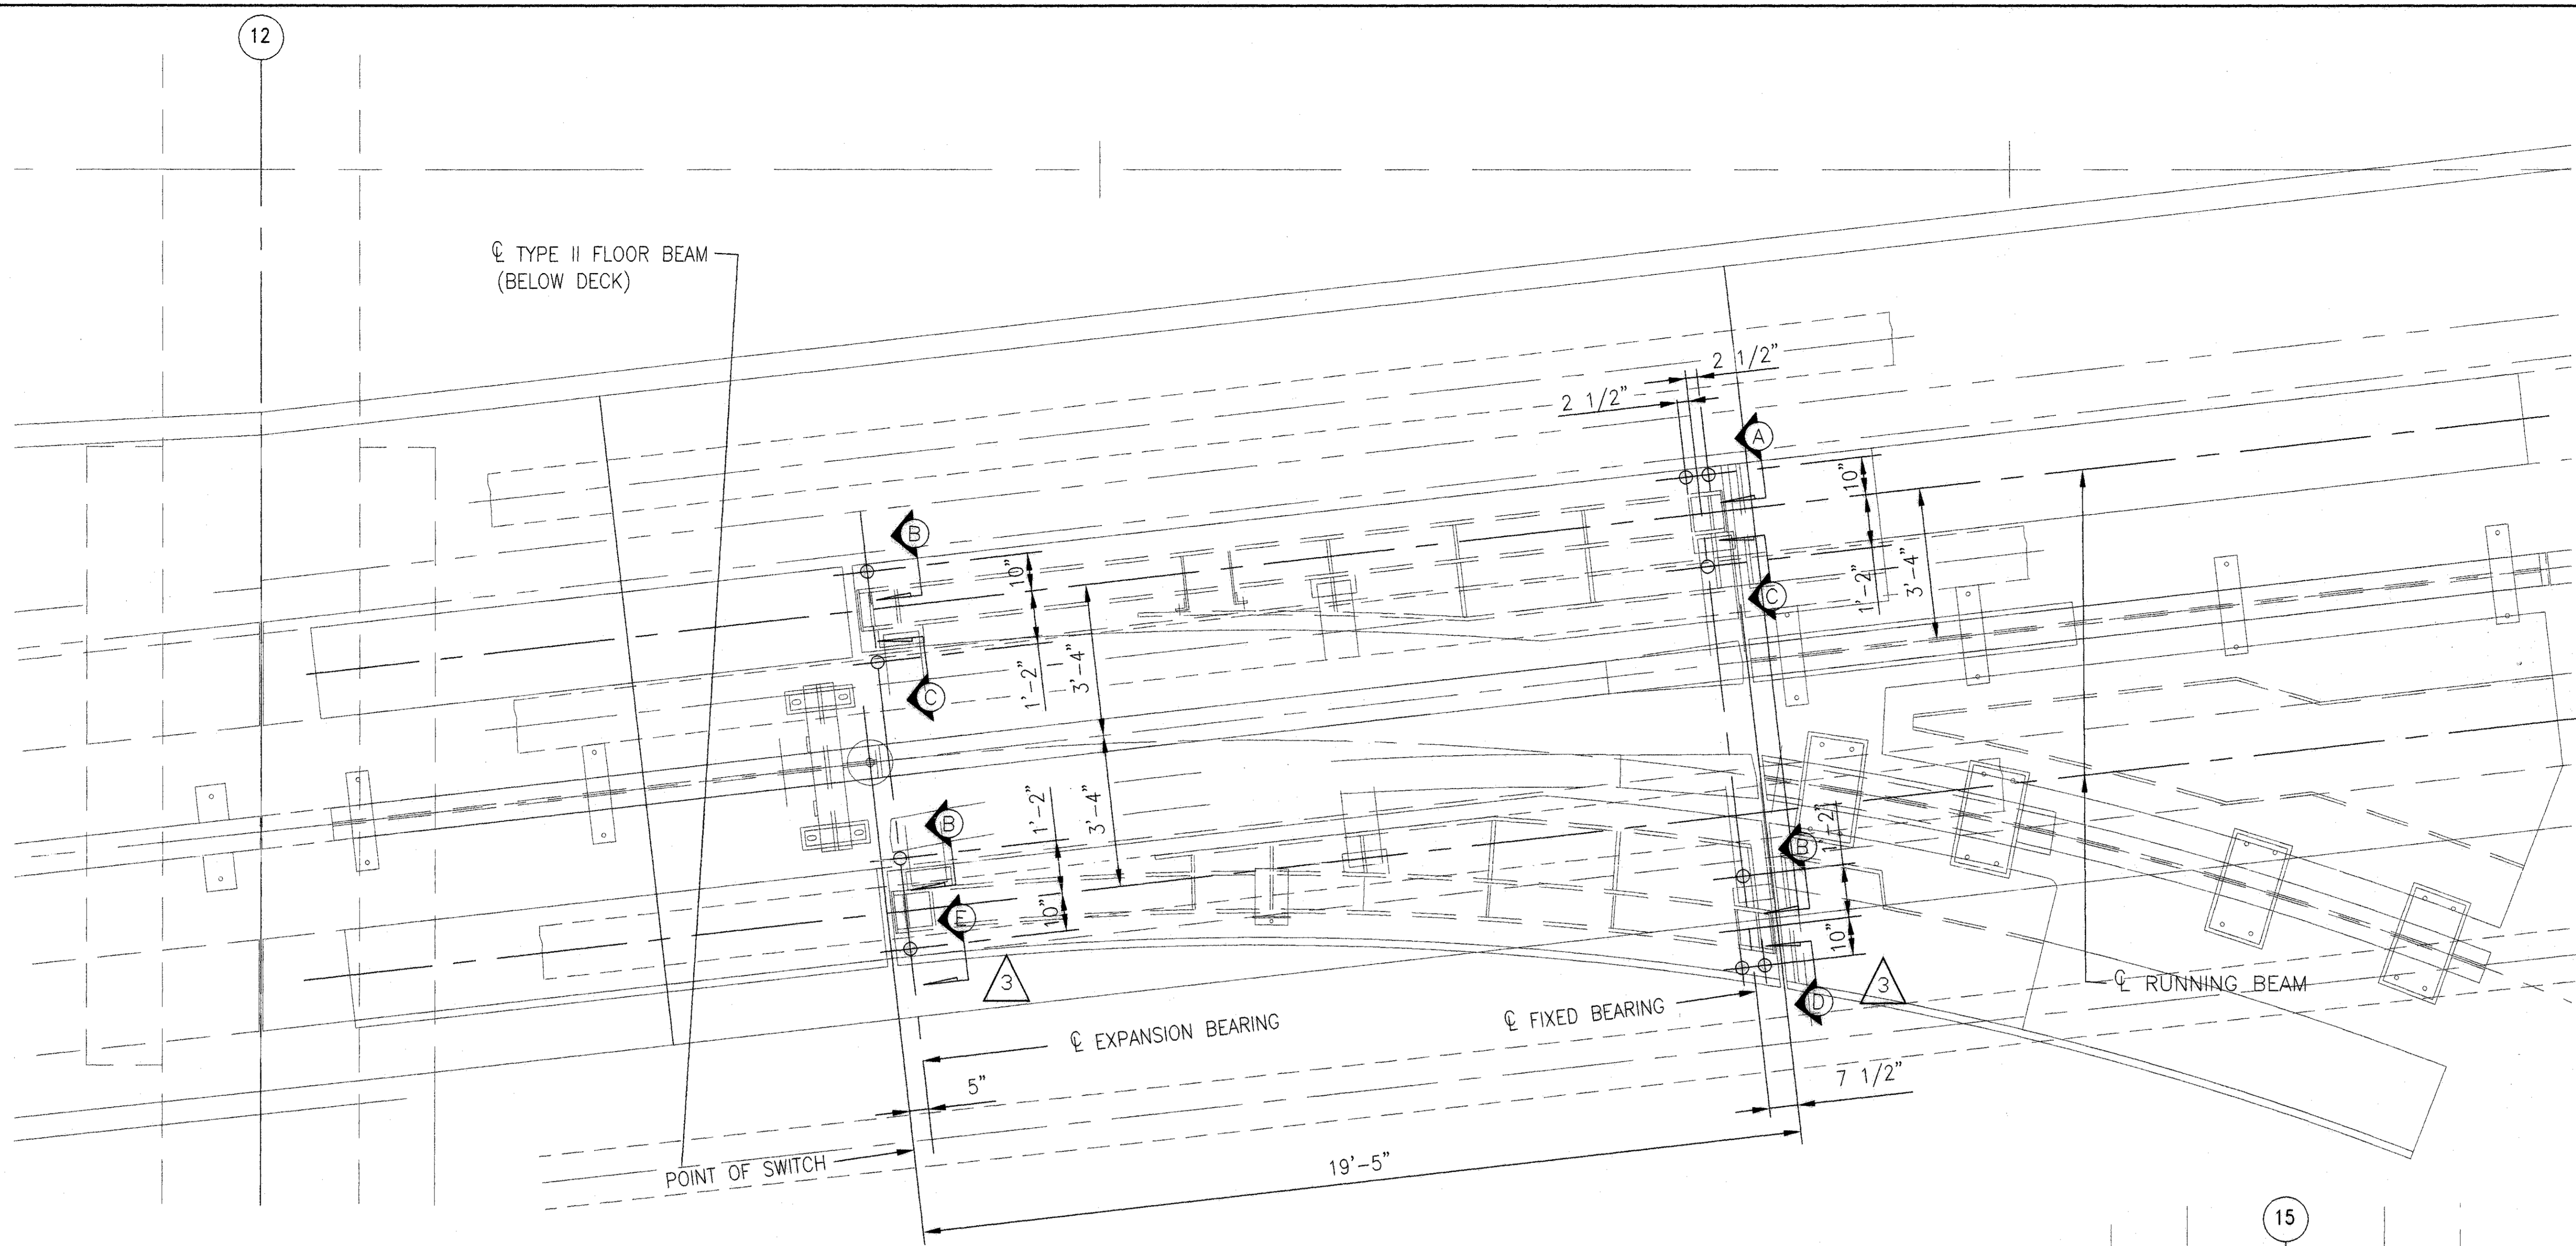 12
℄ TYPE II FLOOR BEAM
(BELOW DECK)
2 1/2"
2 1/2"
A
10"
1'-2"
3'-4"
C
B
10"
1'-2"
3'-4"
C
B
1'-2"
3'-4"
10"
E
B
1'-2"
10"
D
3
3
℄ RUNNING BEAM
℄ FIXED BEARING
℄ EXPANSION BEARING
5"
7 1/2"
POINT OF SWITCH
19'-5"
15